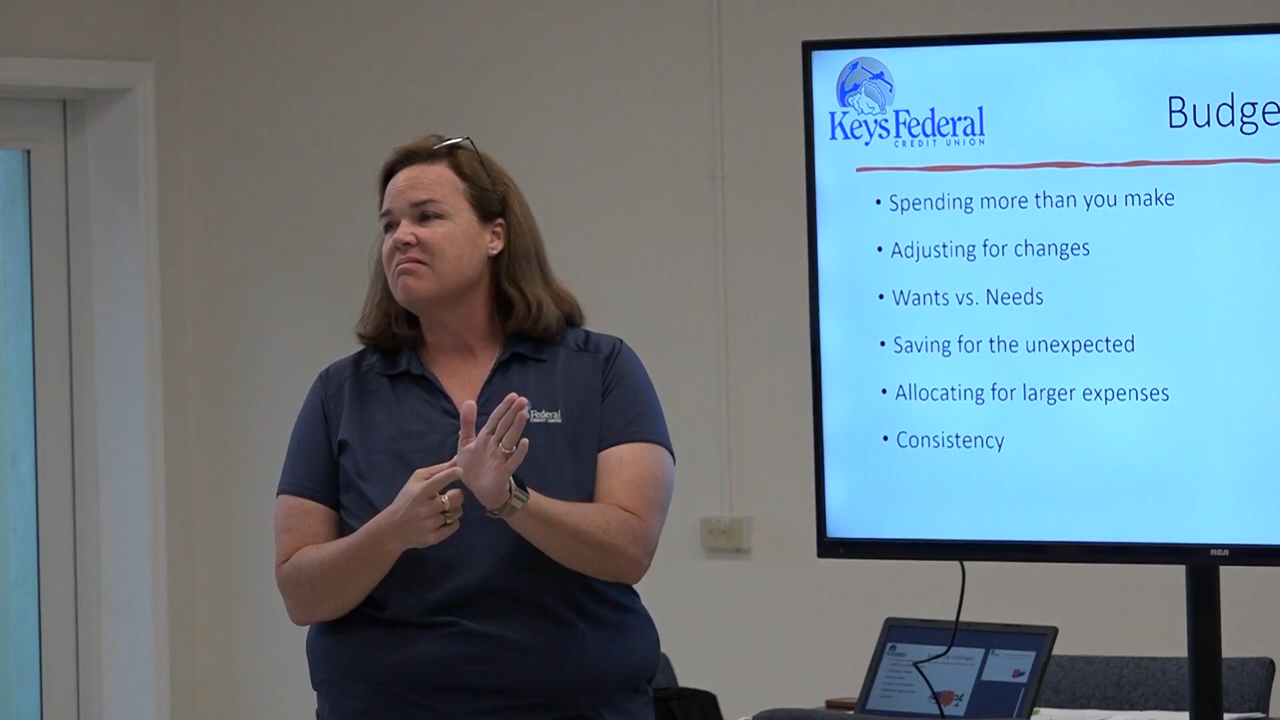 Keys Federal
CREDIT UNION
Budge
• Spending more than you make
• Adjusting for changes
• Wants vs. Needs
• Saving for the unexpected
• Allocating for larger expenses
• Consistency
Federal
CREDIT UNION
RCA